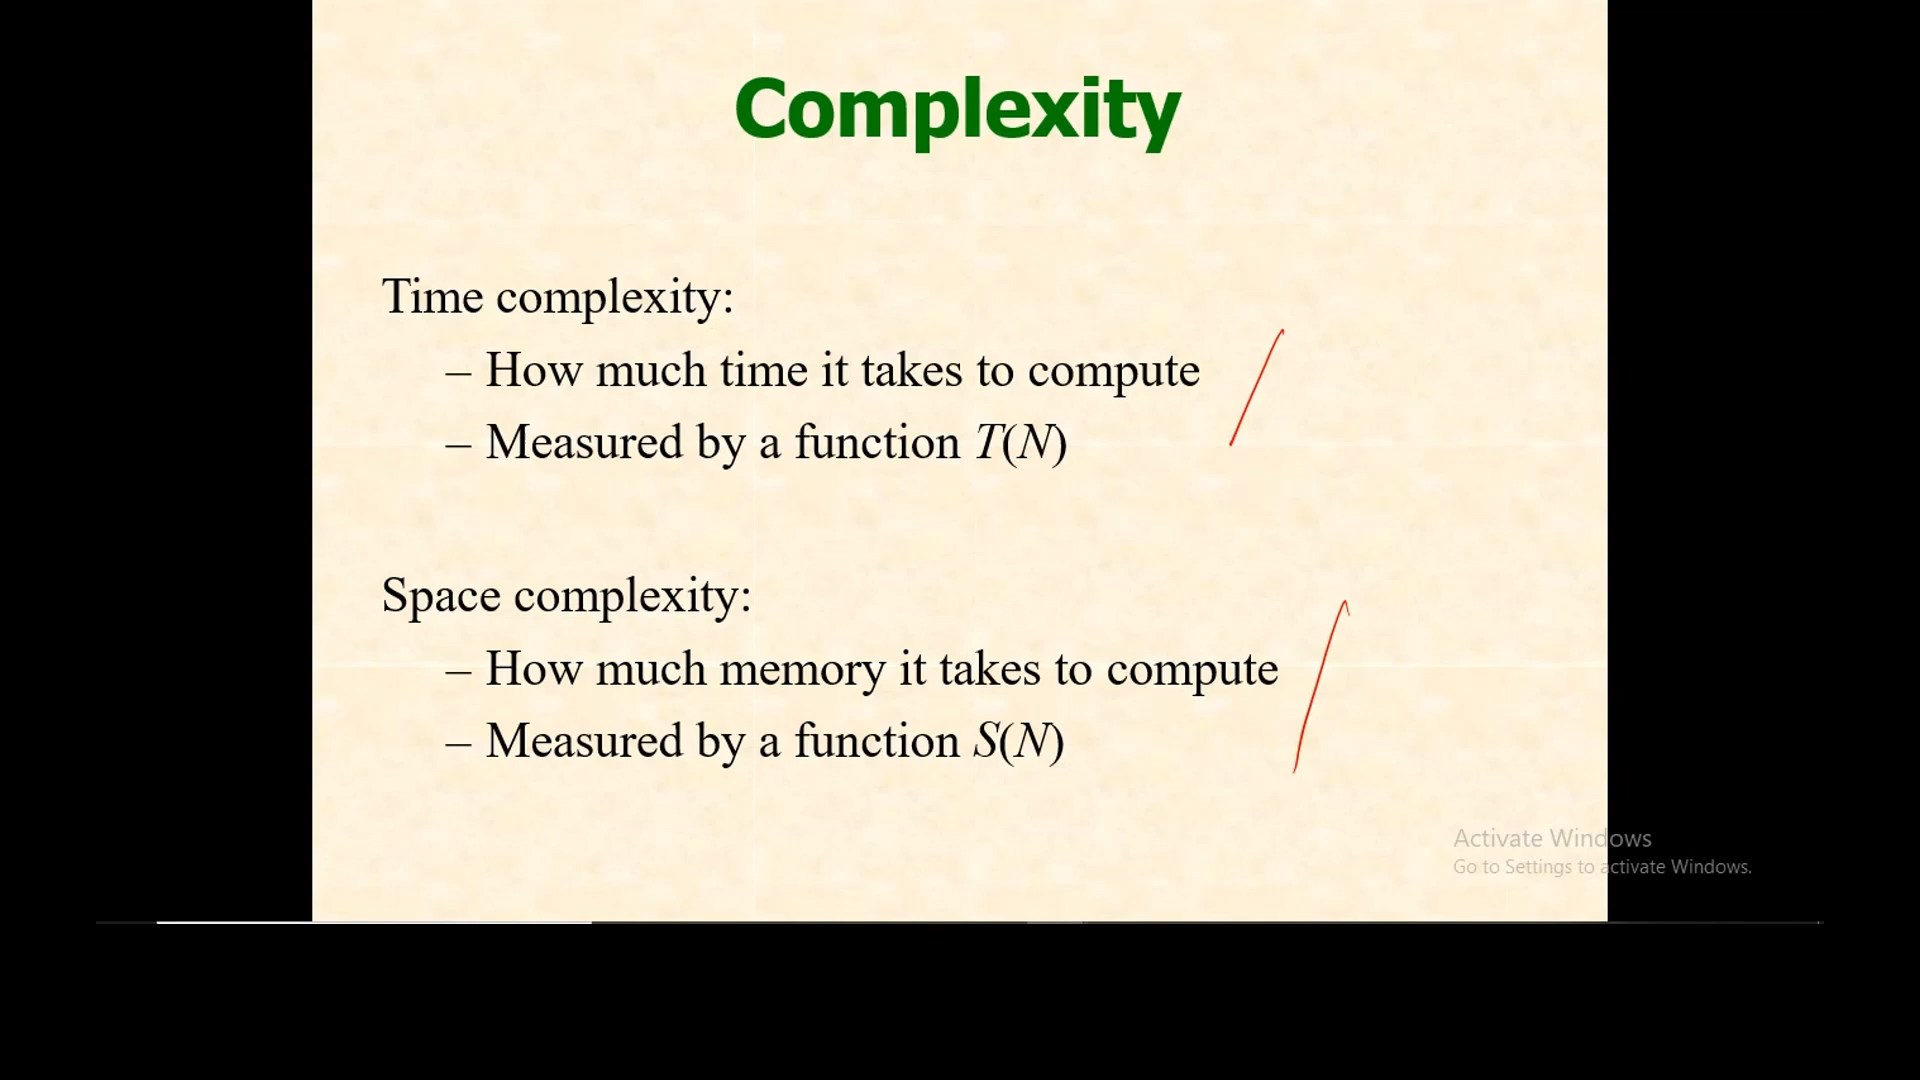 Complexity
Time complexity:
– How much time it takes to compute
– Measured by a function T(N)
Space complexity:
– How much memory it takes to compute
– Measured by a function S(N)
Activate Windows
Go to Settings to activate Windows.